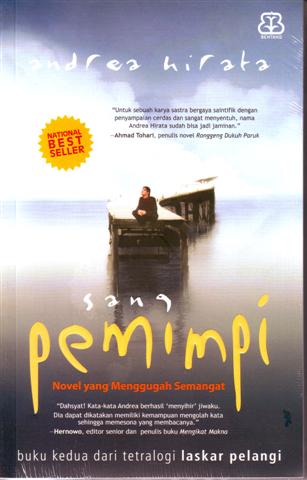 BENTANG
andrea hirata
"Untuk sebuah karya sastra bergaya saintifik dengan
penyampaian cerdas dan sangat menyentuh, nama
Andrea Hirata sudah bisa jadi jaminan."
—Ahmad Tohari, penulis novel Ronggeng Dukuh Paruk
NATIONAL
BEST
SELLER
sang
pemimpi
Novel yang Menggugah Semangat
"Dahsyat! Kata-kata Andrea berhasil 'menyihir' jiwaku.
Dia dapat dikatakan memiliki kemampuan mengolah kata
sehingga memesona yang membacanya."
—Hernowo, editor senior dan penulis buku Mengikat Makna
buku kedua dari tetralogi laskar pelangi